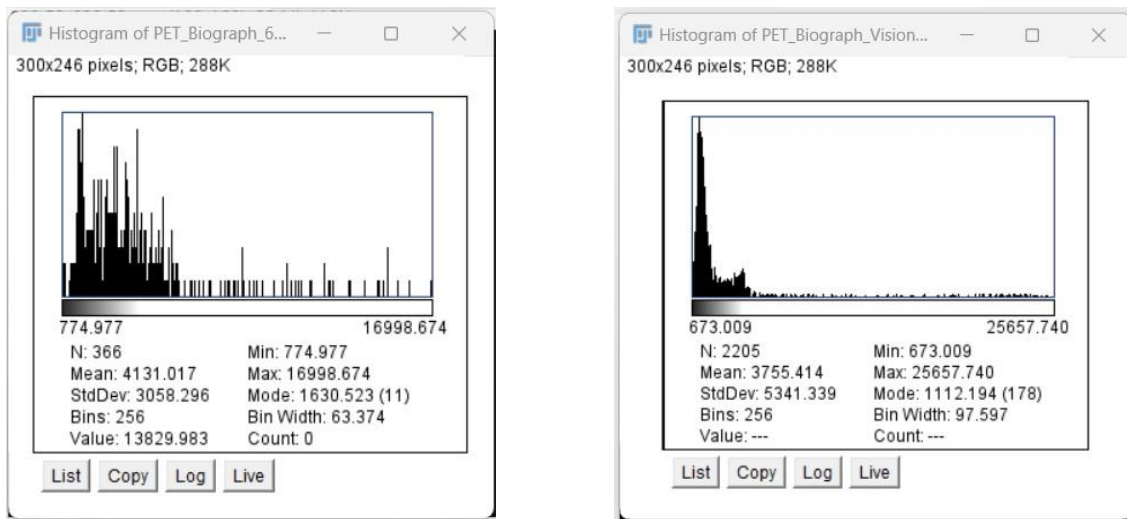 Histogram of PET_Biograph_6...
300x246 pixels; RGB; 288K
774.977 16998.674
N: 366 Min: 774.977
Mean: 4131.017 Max: 16998.674
StdDev: 3058.296 Mode: 1630.523 (11)
Bins: 256 Bin Width: 63.374
Value: 13829.983 Count: 0
List Copy Log Live
Histogram of PET_Biograph_Vision...
300x246 pixels; RGB; 288K
673.009 25657.740
N: 2205 Min: 673.009
Mean: 3755.414 Max: 25657.740
StdDev: 5341.339 Mode: 1112.194 (178)
Bins: 256 Bin Width: 97.597
Value: --- Count: ---
List Copy Log Live